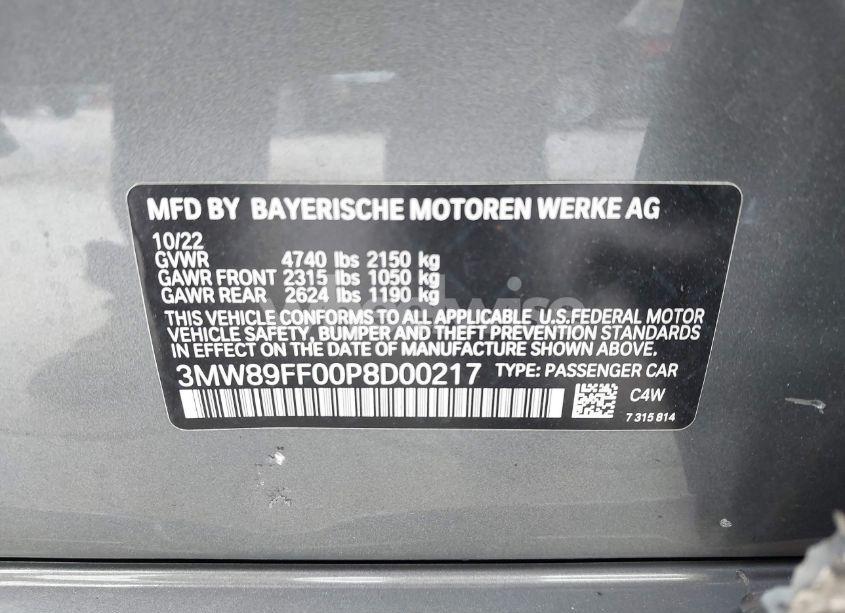 MFD BY BAYERISCHE MOTOREN WERKE AG
10/22
GVWR 4740 lbs 2150 kg
GAWR FRONT 2315 lbs 1050 kg
GAWR REAR 2624 lbs 1190 kg
THIS VEHICLE CONFORMS TO ALL APPLICABLE U.S.FEDERAL MOTOR
VEHICLE SAFETY, BUMPER AND THEFT PREVENTION STANDARDS
IN EFFECT ON THE DATE OF MANUFACTURE SHOWN ABOVE.
3MW89FF00P8D00217 TYPE: PASSENGER CAR
C4W
7 315 814